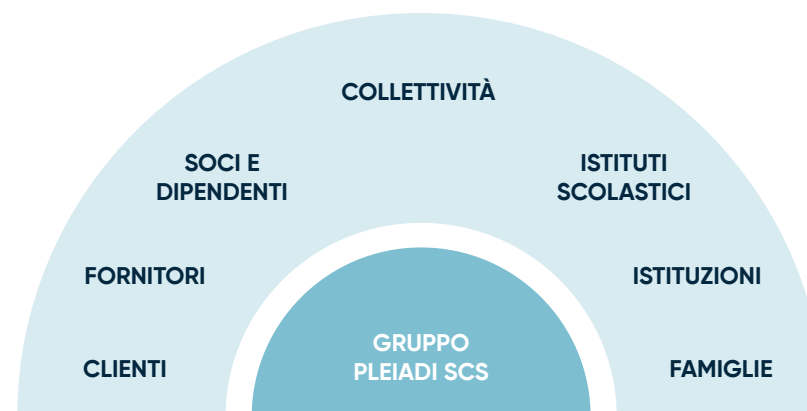 COLLETTIVITÀ
SOCI E
DIPENDENTI
ISTITUTI
SCOLASTICI
FORNITORI
ISTITUZIONI
GRUPPO
PLEIADI SCS
CLIENTI
FAMIGLIE